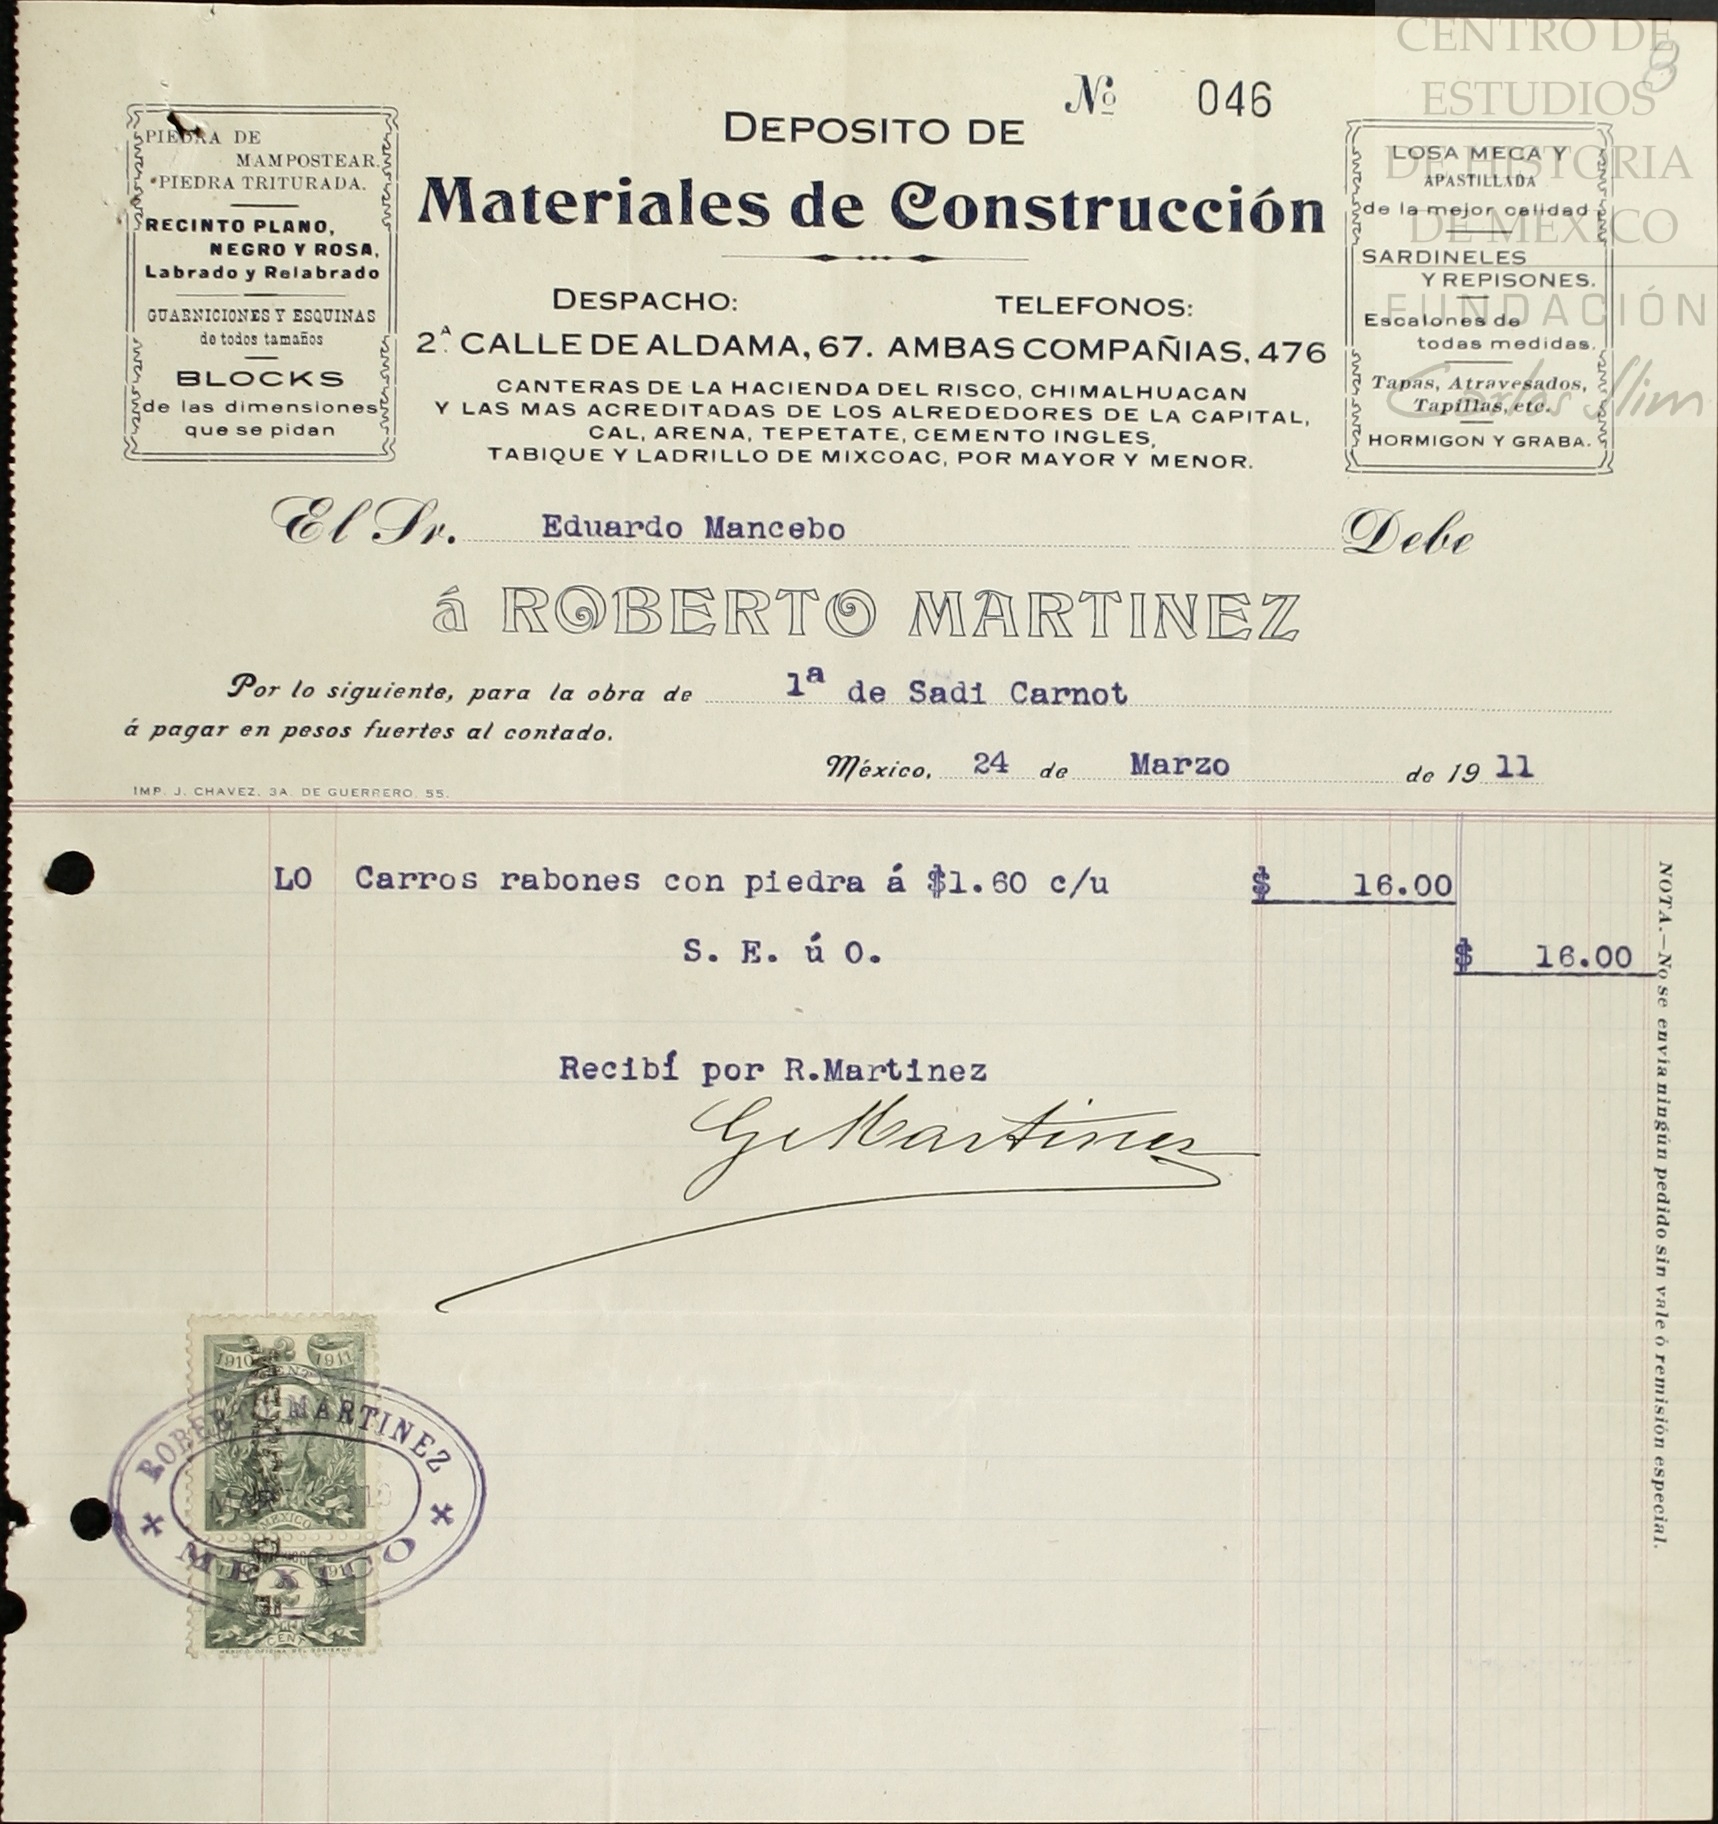 CENTRO DE
ESTUDIOS
DE HISTORIA
DE MÉXICO
FUNDACIÓN
Carlos Slim
8
Nº 046
DEPOSITO DE
Materiales de Construcción
DESPACHO: TELEFONOS:
2ª CALLE DE ALDAMA, 67. AMBAS COMPAÑIAS, 476
CANTERAS DE LA HACIENDA DEL RISCO, CHIMALHUACAN
Y LAS MAS ACREDITADAS DE LOS ALREDEDORES DE LA CAPITAL,
CAL, ARENA, TEPETATE, CEMENTO INGLES,
TABIQUE Y LADRILLO DE MIXCOAC, POR MAYOR Y MENOR.
PIEDRA DE
MAMPOSTEAR.
PIEDRA TRITURADA.
RECINTO PLANO,
NEGRO Y ROSA,
Labrado y Relabrado
GUARNICIONES Y ESQUINAS
de todos tamaños
BLOCKS
de las dimensiones
que se pidan
LOSA MECA Y
APASTILLADA
de la mejor calidad
SARDINELES
Y REPISONES.
Escalones de
todas medidas.
Tapas, Atravesados,
Tapillas, etc.
HORMIGON Y GRABA.
El Sr. Eduardo Mancebo Debe
á ROBERTO MARTINEZ
Por lo siguiente, para la obra de 1ª de Sadi Carnot
á pagar en pesos fuertes al contado.
México, 24 de Marzo de 1911
IMP. J. CHAVEZ, 3A. DE GUERRERO, 55.
LO Carros rabones con piedra á $1.60 c/u $ 16.00
S. E. ú O. $ 16.00
Recibí por R.Martinez
G Martinez
NOTA.—No se envía ningún pedido sin vale ó remisión especial.
1910 1911
ROBERTO MARTINEZ
MEXICO
MEXICO
1911
CENT